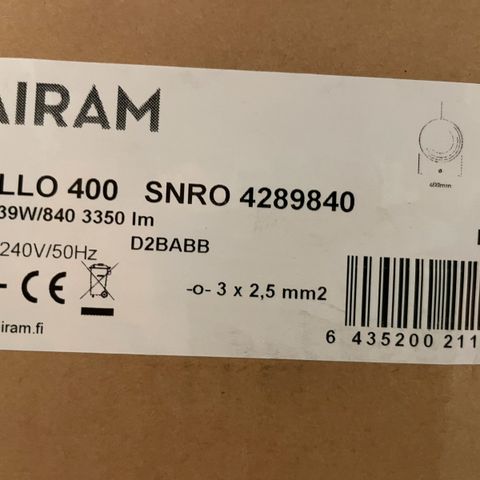 AIRAM
LLO 400 SNRO 4289840
39W/840 3350 lm
240V/50Hz D2BABB
CE
-o- 3 x 2,5 mm2
iram.fi
6 435200 211